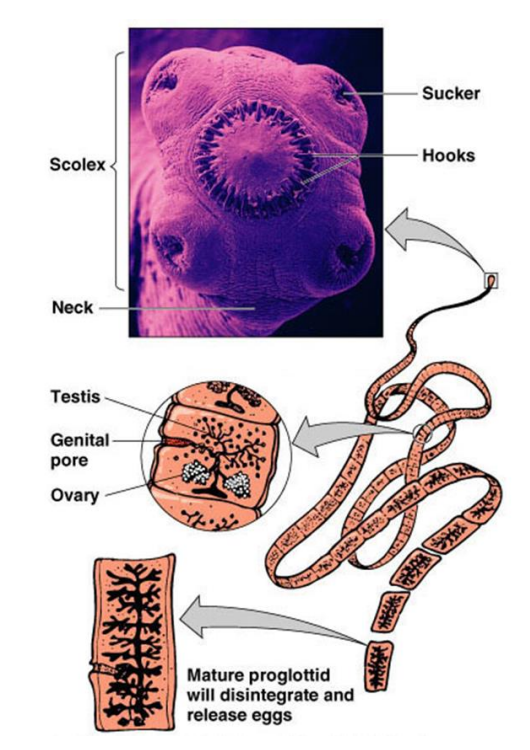 Sucker
Scolex
Hooks
Neck
Testis
Genital
pore
Ovary
Mature proglottid
will disintegrate and
release eggs